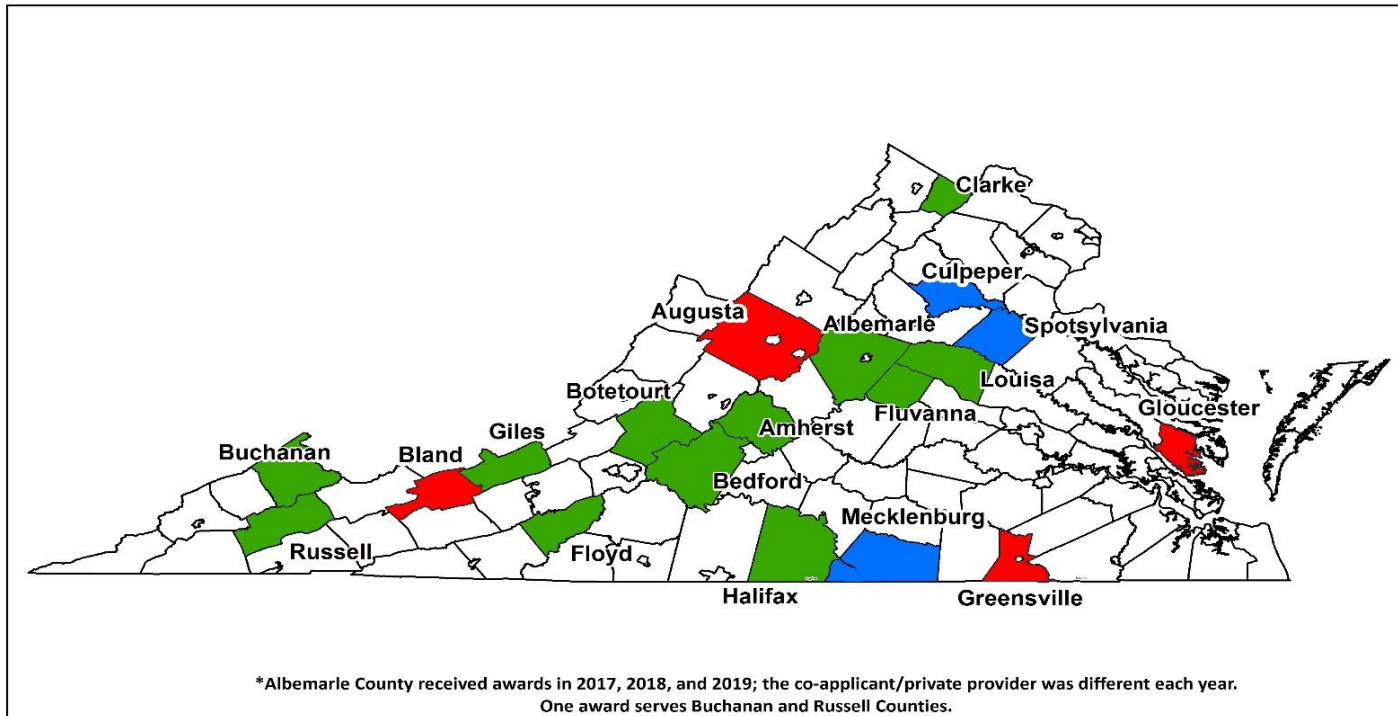 Clarke
Culpeper
Augusta
Albemarle
Spotsylvania
Botetourt
Louisa
Gloucester
Fluvanna
Giles
Amherst
Buchanan
Bland
Bedford
Mecklenburg
Russell
Floyd
Halifax
Greensville
*Albemarle County received awards in 2017, 2018, and 2019; the co-applicant/private provider was different each year.
One award serves Buchanan and Russell Counties.